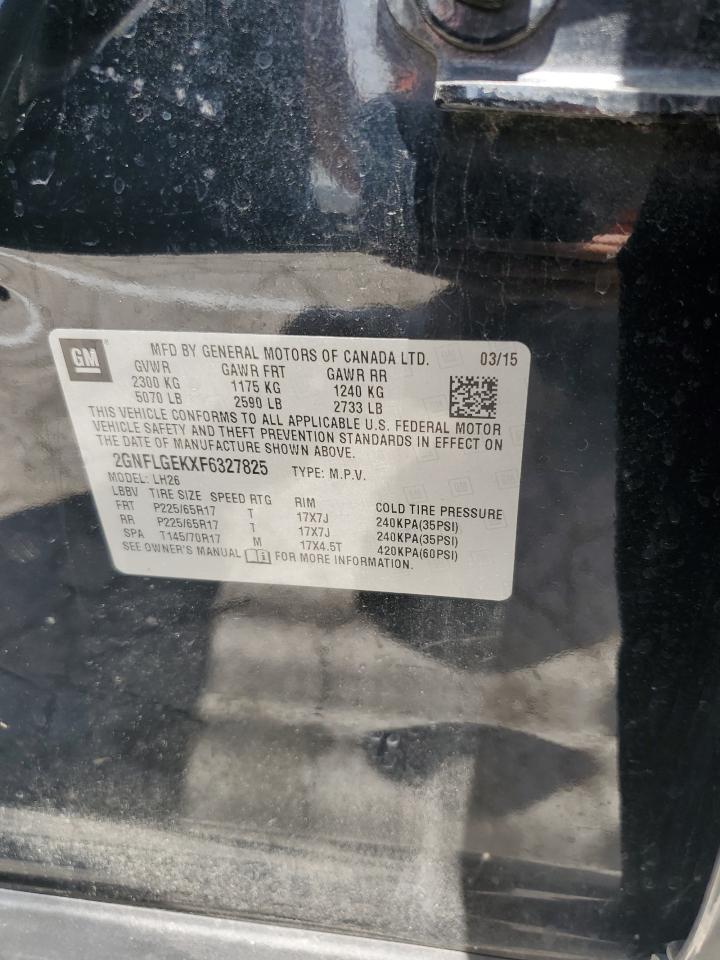 GM ®
MFD BY GENERAL MOTORS OF CANADA LTD. 03/15
GVWR GAWR FRT GAWR RR
2300 KG 1175 KG 1240 KG
5070 LB 2590 LB 2733 LB
THIS VEHICLE CONFORMS TO ALL APPLICABLE U.S. FEDERAL MOTOR
VEHICLE SAFETY AND THEFT PREVENTION STANDARDS IN EFFECT ON
THE DATE OF MANUFACTURE SHOWN ABOVE.
2GNFLGEKXF6327825 TYPE: M.P.V.
MODEL: LH26
LBBV TIRE SIZE SPEED RTG RIM COLD TIRE PRESSURE
FRT P225/65R17 T 17X7J 240KPA(35PSI)
RR P225/65R17 T 17X7J 240KPA(35PSI)
SPA T145/70R17 M 17X4.5T 420KPA(60PSI)
SEE OWNER'S MANUAL FOR MORE INFORMATION.